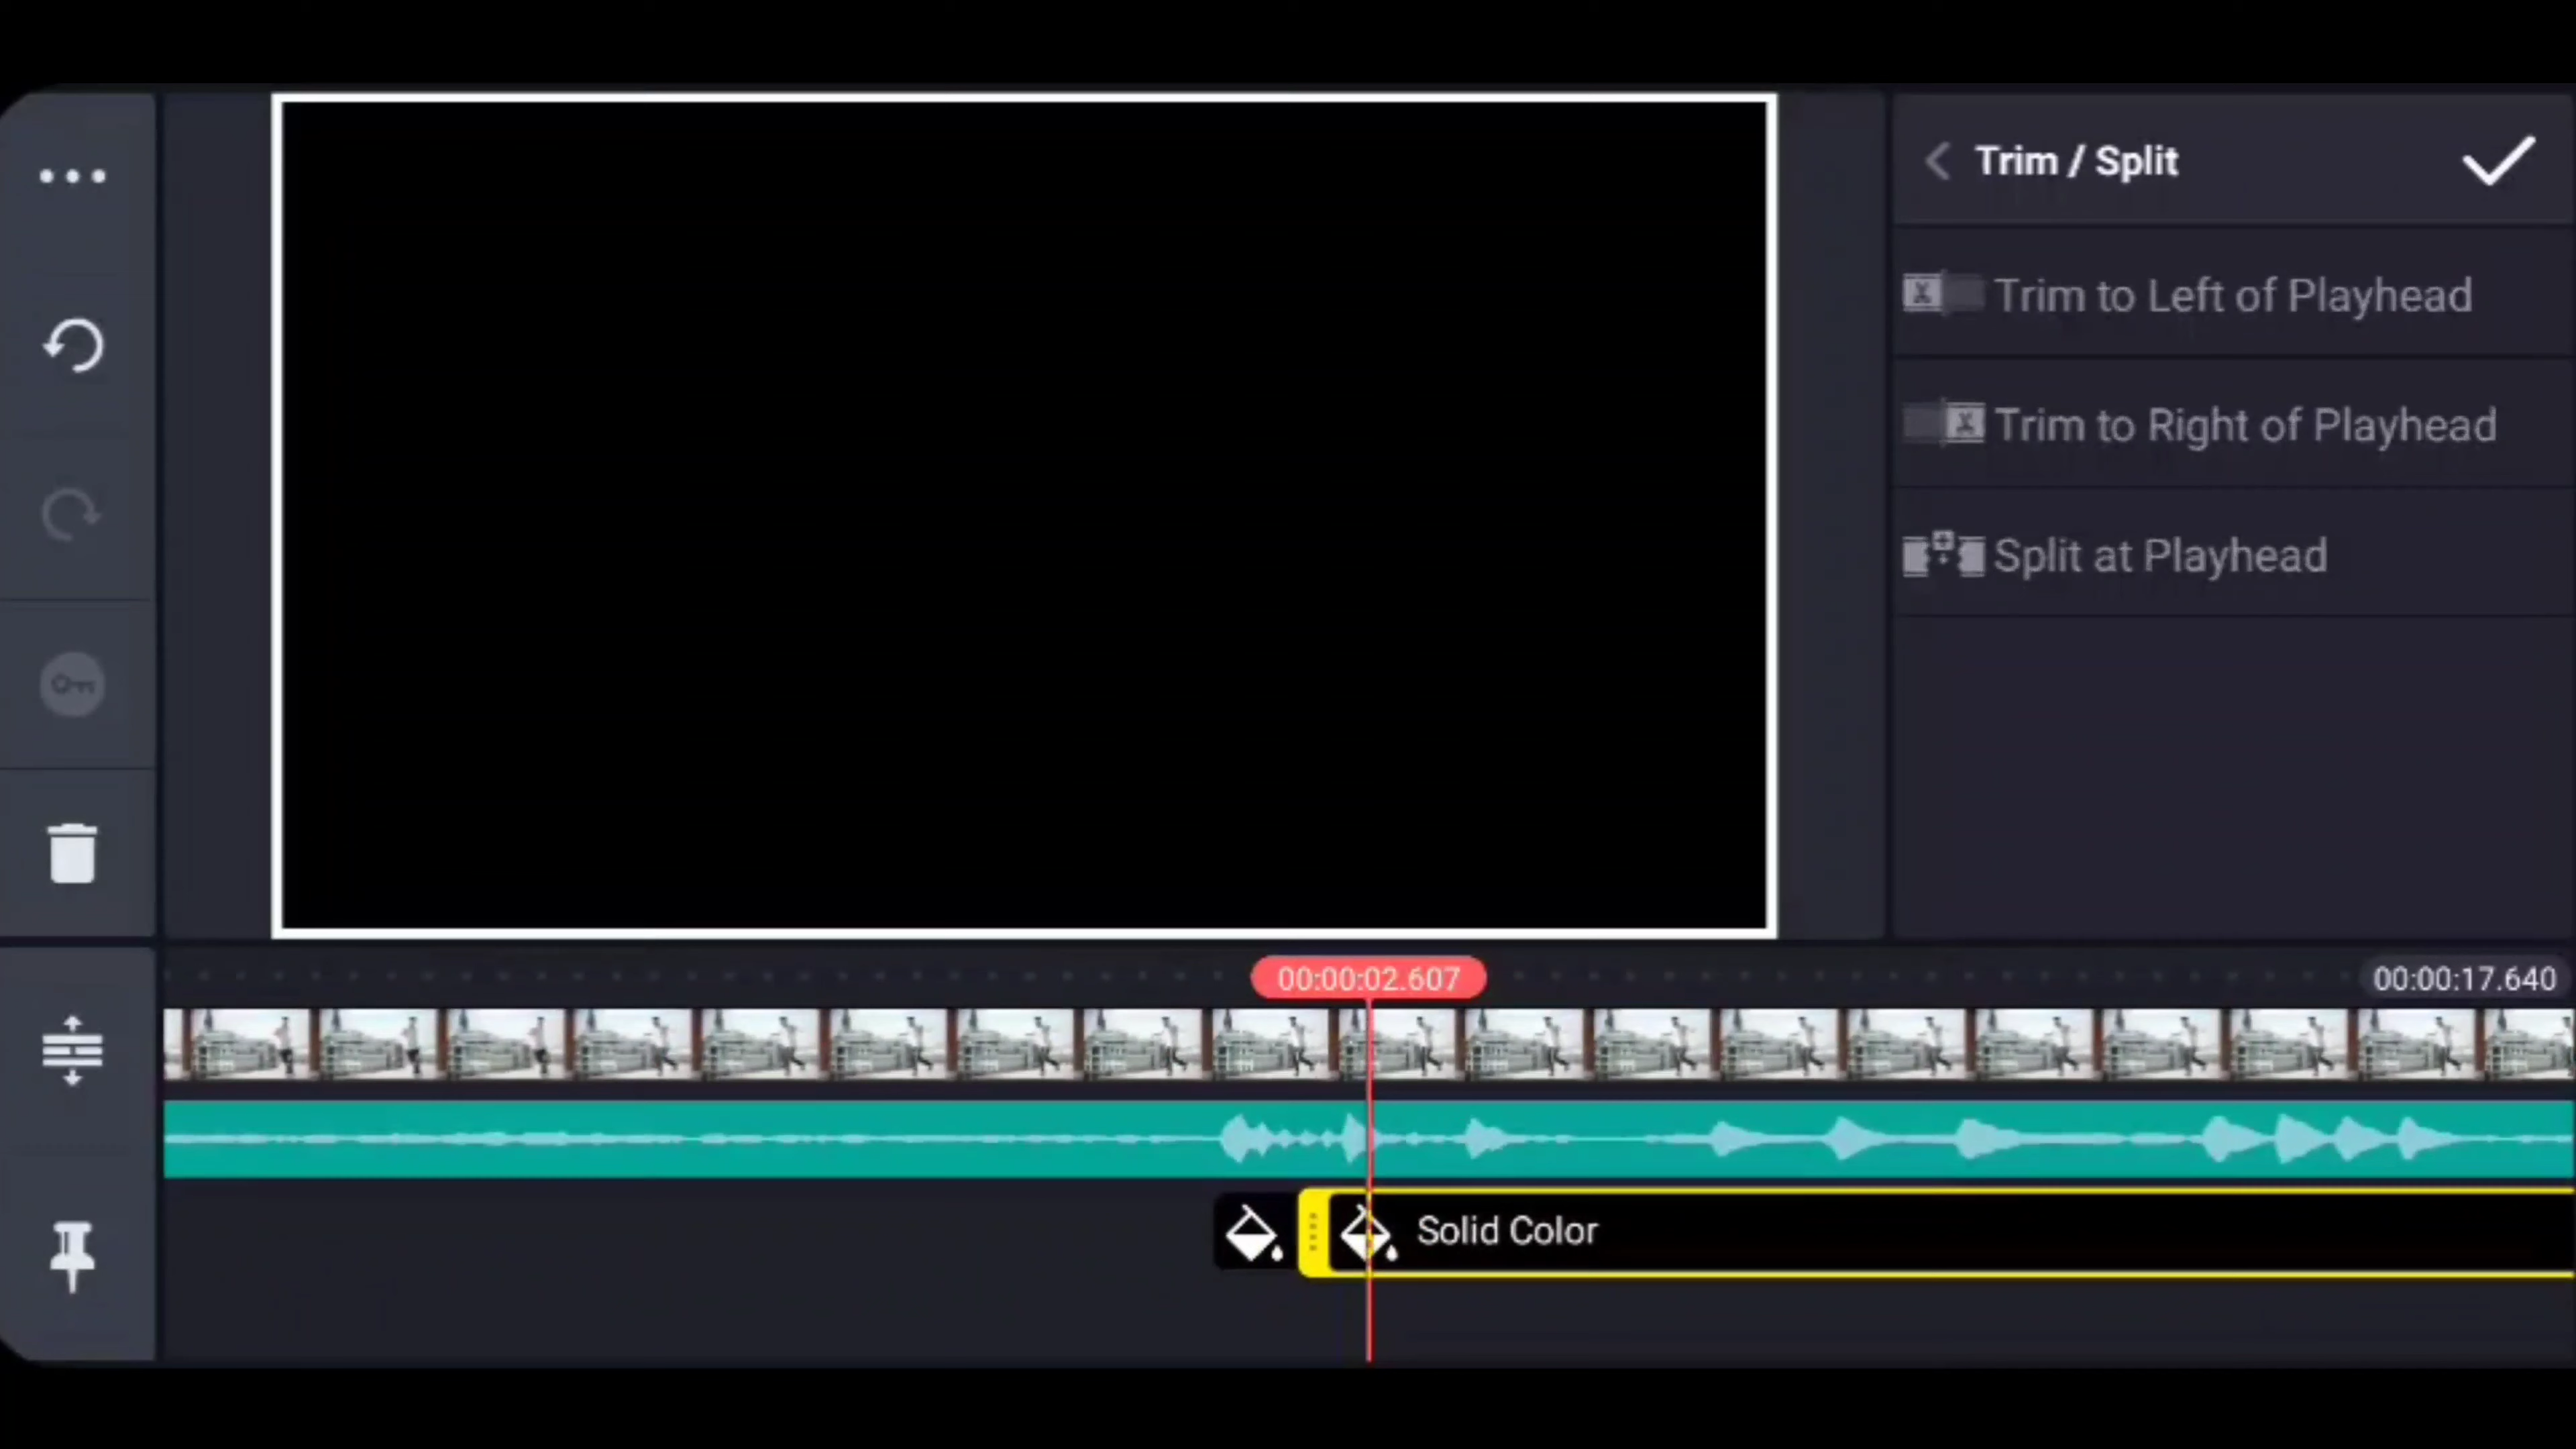 Trim / Split
Trim to Left of Playhead
Trim to Right of Playhead
Split at Playhead
00:00:02.607
00:00:17.640
Solid Color